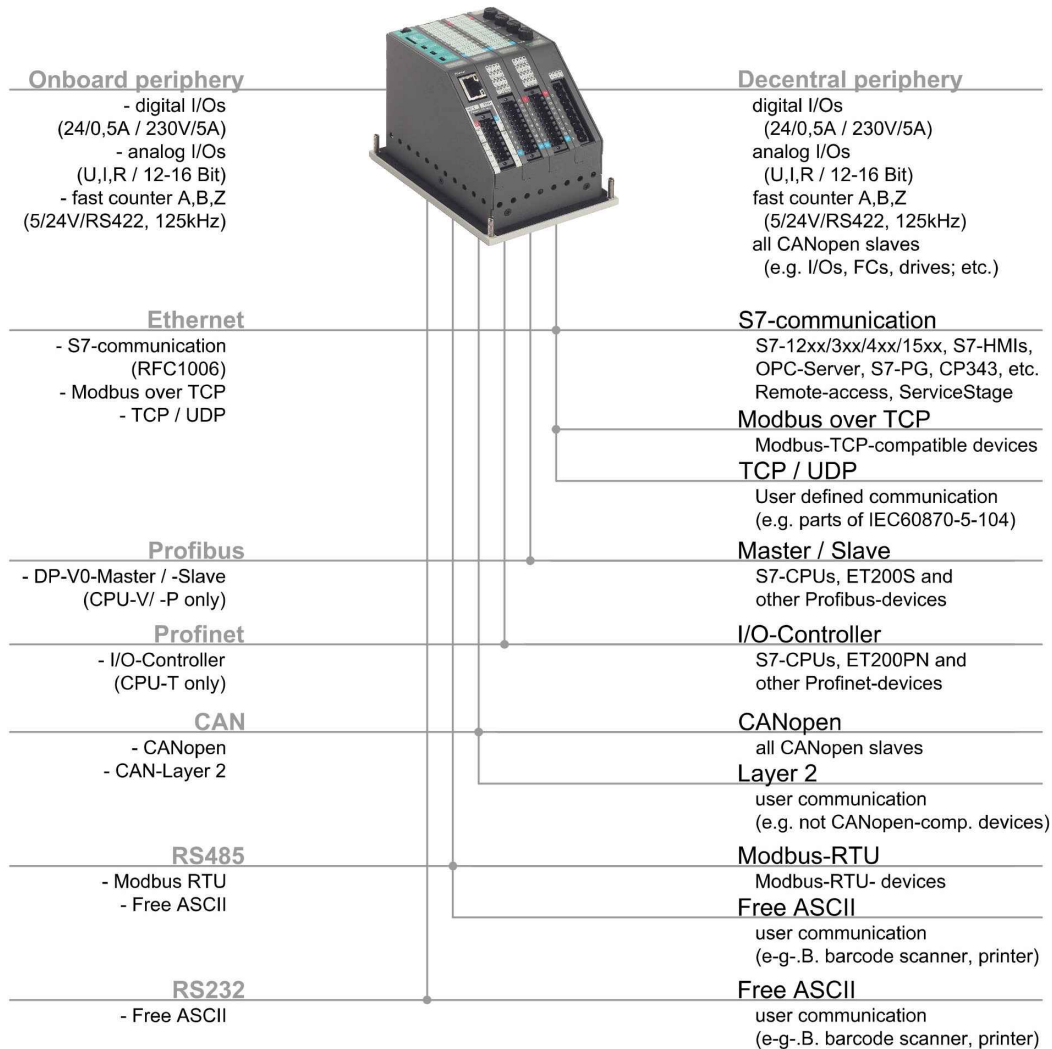 Onboard periphery
- digital I/Os
(24/0,5A / 230V/5A)
- analog I/Os
(U,I,R / 12-16 Bit)
- fast counter A,B,Z
(5/24V/RS422, 125kHz)
Decentral periphery
digital I/Os
(24/0,5A / 230V/5A)
analog I/Os
(U,I,R / 12-16 Bit)
fast counter A,B,Z
(5/24V/RS422, 125kHz)
all CANopen slaves
(e.g. I/Os, FCs, drives; etc.)
Ethernet
- S7-communication
(RFC1006)
- Modbus over TCP
- TCP / UDP
S7-communication
S7-12xx/3xx/4xx/15xx, S7-HMIs,
OPC-Server, S7-PG, CP343, etc.
Remote-access, ServiceStage
Modbus over TCP
Modbus-TCP-compatible devices
TCP / UDP
User defined communication
(e.g. parts of IEC60870-5-104)
Profibus
- DP-V0-Master / -Slave
(CPU-V/ -P only)
Master / Slave
S7-CPUs, ET200S and
other Profibus-devices
Profinet
- I/O-Controller
(CPU-T only)
I/O-Controller
S7-CPUs, ET200PN and
other Profinet-devices
CAN
- CANopen
- CAN-Layer 2
CANopen
all CANopen slaves
Layer 2
user communication
(e.g. not CANopen-comp. devices)
RS485
- Modbus RTU
- Free ASCII
Modbus-RTU
Modbus-RTU- devices
Free ASCII
user communication
(e-g-.B. barcode scanner, printer)
RS232
- Free ASCII
Free ASCII
user communication
(e-g-.B. barcode scanner, printer)